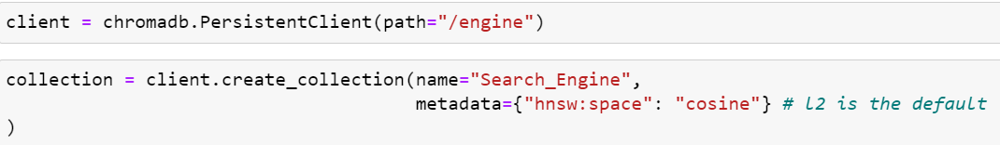 client = chromadb.PersistentClient(path="/engine")
collection = client.create_collection(name="Search_Engine",
metadata={"hnsw:space": "cosine"} # l2 is the default
)